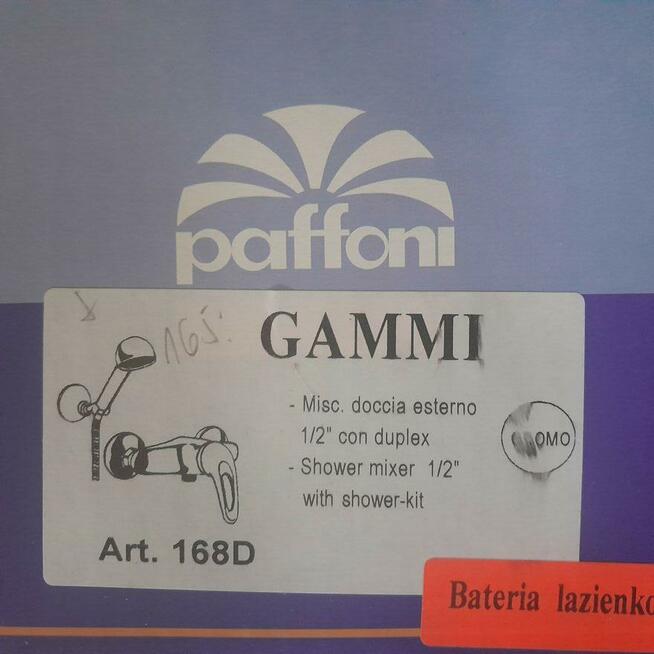 paffoni
165:
GAMMI
- Misc. doccia esterno
1/2" con duplex
OMO
- Shower mixer 1/2"
with shower-kit
Art. 168D
Bateria lazienko